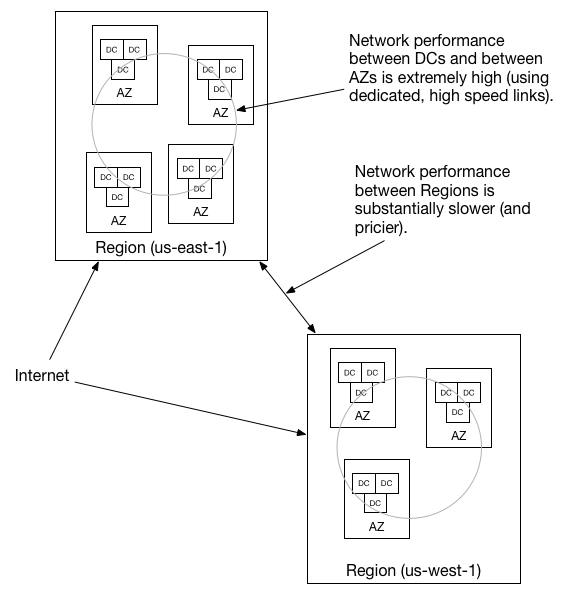 DC DC
DC
AZ
DC DC
DC
AZ
DC DC
DC
AZ
DC DC
DC
AZ
Region (us-east-1)
Network performance
between DCs and between
AZs is extremely high (using
dedicated, high speed links).
Network performance
between Regions is
substantially slower (and
pricier).
Internet
DC DC
DC
AZ
DC DC
DC
AZ
DC DC
DC
AZ
Region (us-west-1)